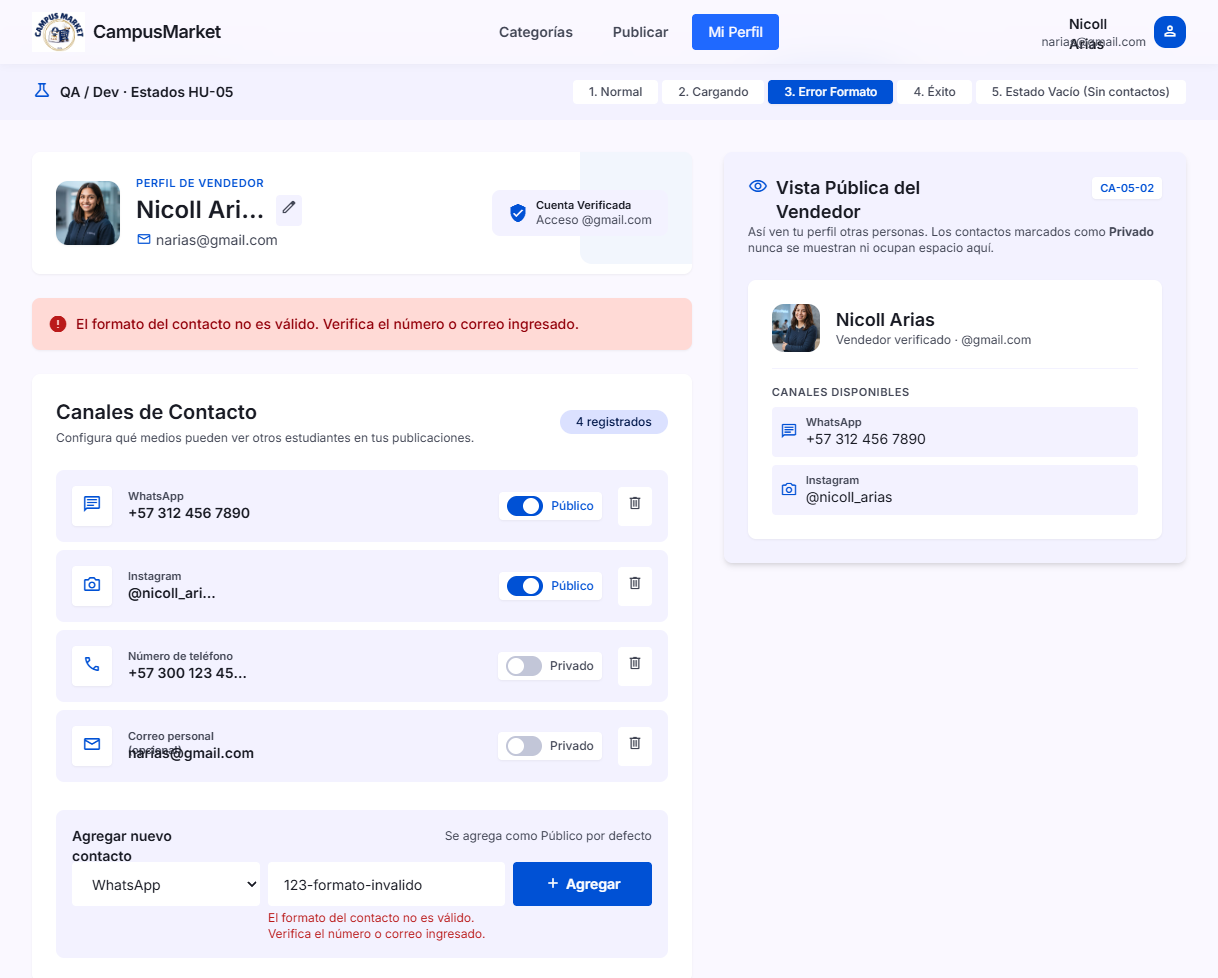 CAMPUS MARKET
CampusMarket
Categorías
Publicar
Mi Perfil
Nicoll
Arias
narias@gmail.com
QA / Dev · Estados HU-05
1. Normal
2. Cargando
3. Error Formato
4. Éxito
5. Estado Vacío (Sin contactos)
PERFIL DE VENDEDOR
Nicoll Ari...
narias@gmail.com
Cuenta Verificada
Acceso @gmail.com
El formato del contacto no es válido. Verifica el número o correo ingresado.
Canales de Contacto
Configura qué medios pueden ver otros estudiantes en tus publicaciones.
4 registrados
WhatsApp
+57 312 456 7890
Público
Instagram
@nicoll_ari...
Público
Número de teléfono
+57 300 123 45...
Privado
Correo personal
(opcional)
narias@gmail.com
Privado
Agregar nuevo
contacto
Se agrega como Público por defecto
WhatsApp
123-formato-invalido
+ Agregar
El formato del contacto no es válido.
Verifica el número o correo ingresado.
Vista Pública del
Vendedor
CA-05-02
Así ven tu perfil otras personas. Los contactos marcados como Privado
nunca se muestran ni ocupan espacio aquí.
Nicoll Arias
Vendedor verificado · @gmail.com
CANALES DISPONIBLES
WhatsApp
+57 312 456 7890
Instagram
@nicoll_arias